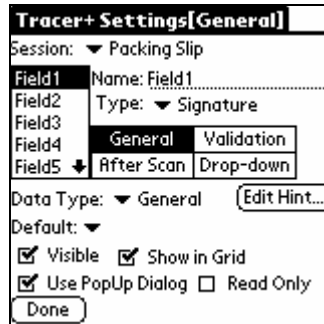 Tracer+ Settings[General]
Session: Packing Slip
Field1
Field2
Field3
Field4
Field5
Name: Field1
Type: Signature
General Validation
After Scan Drop-down
Data Type: General Edit Hint...
Default:
Visible Show in Grid
Use PopUp Dialog Read Only
Done